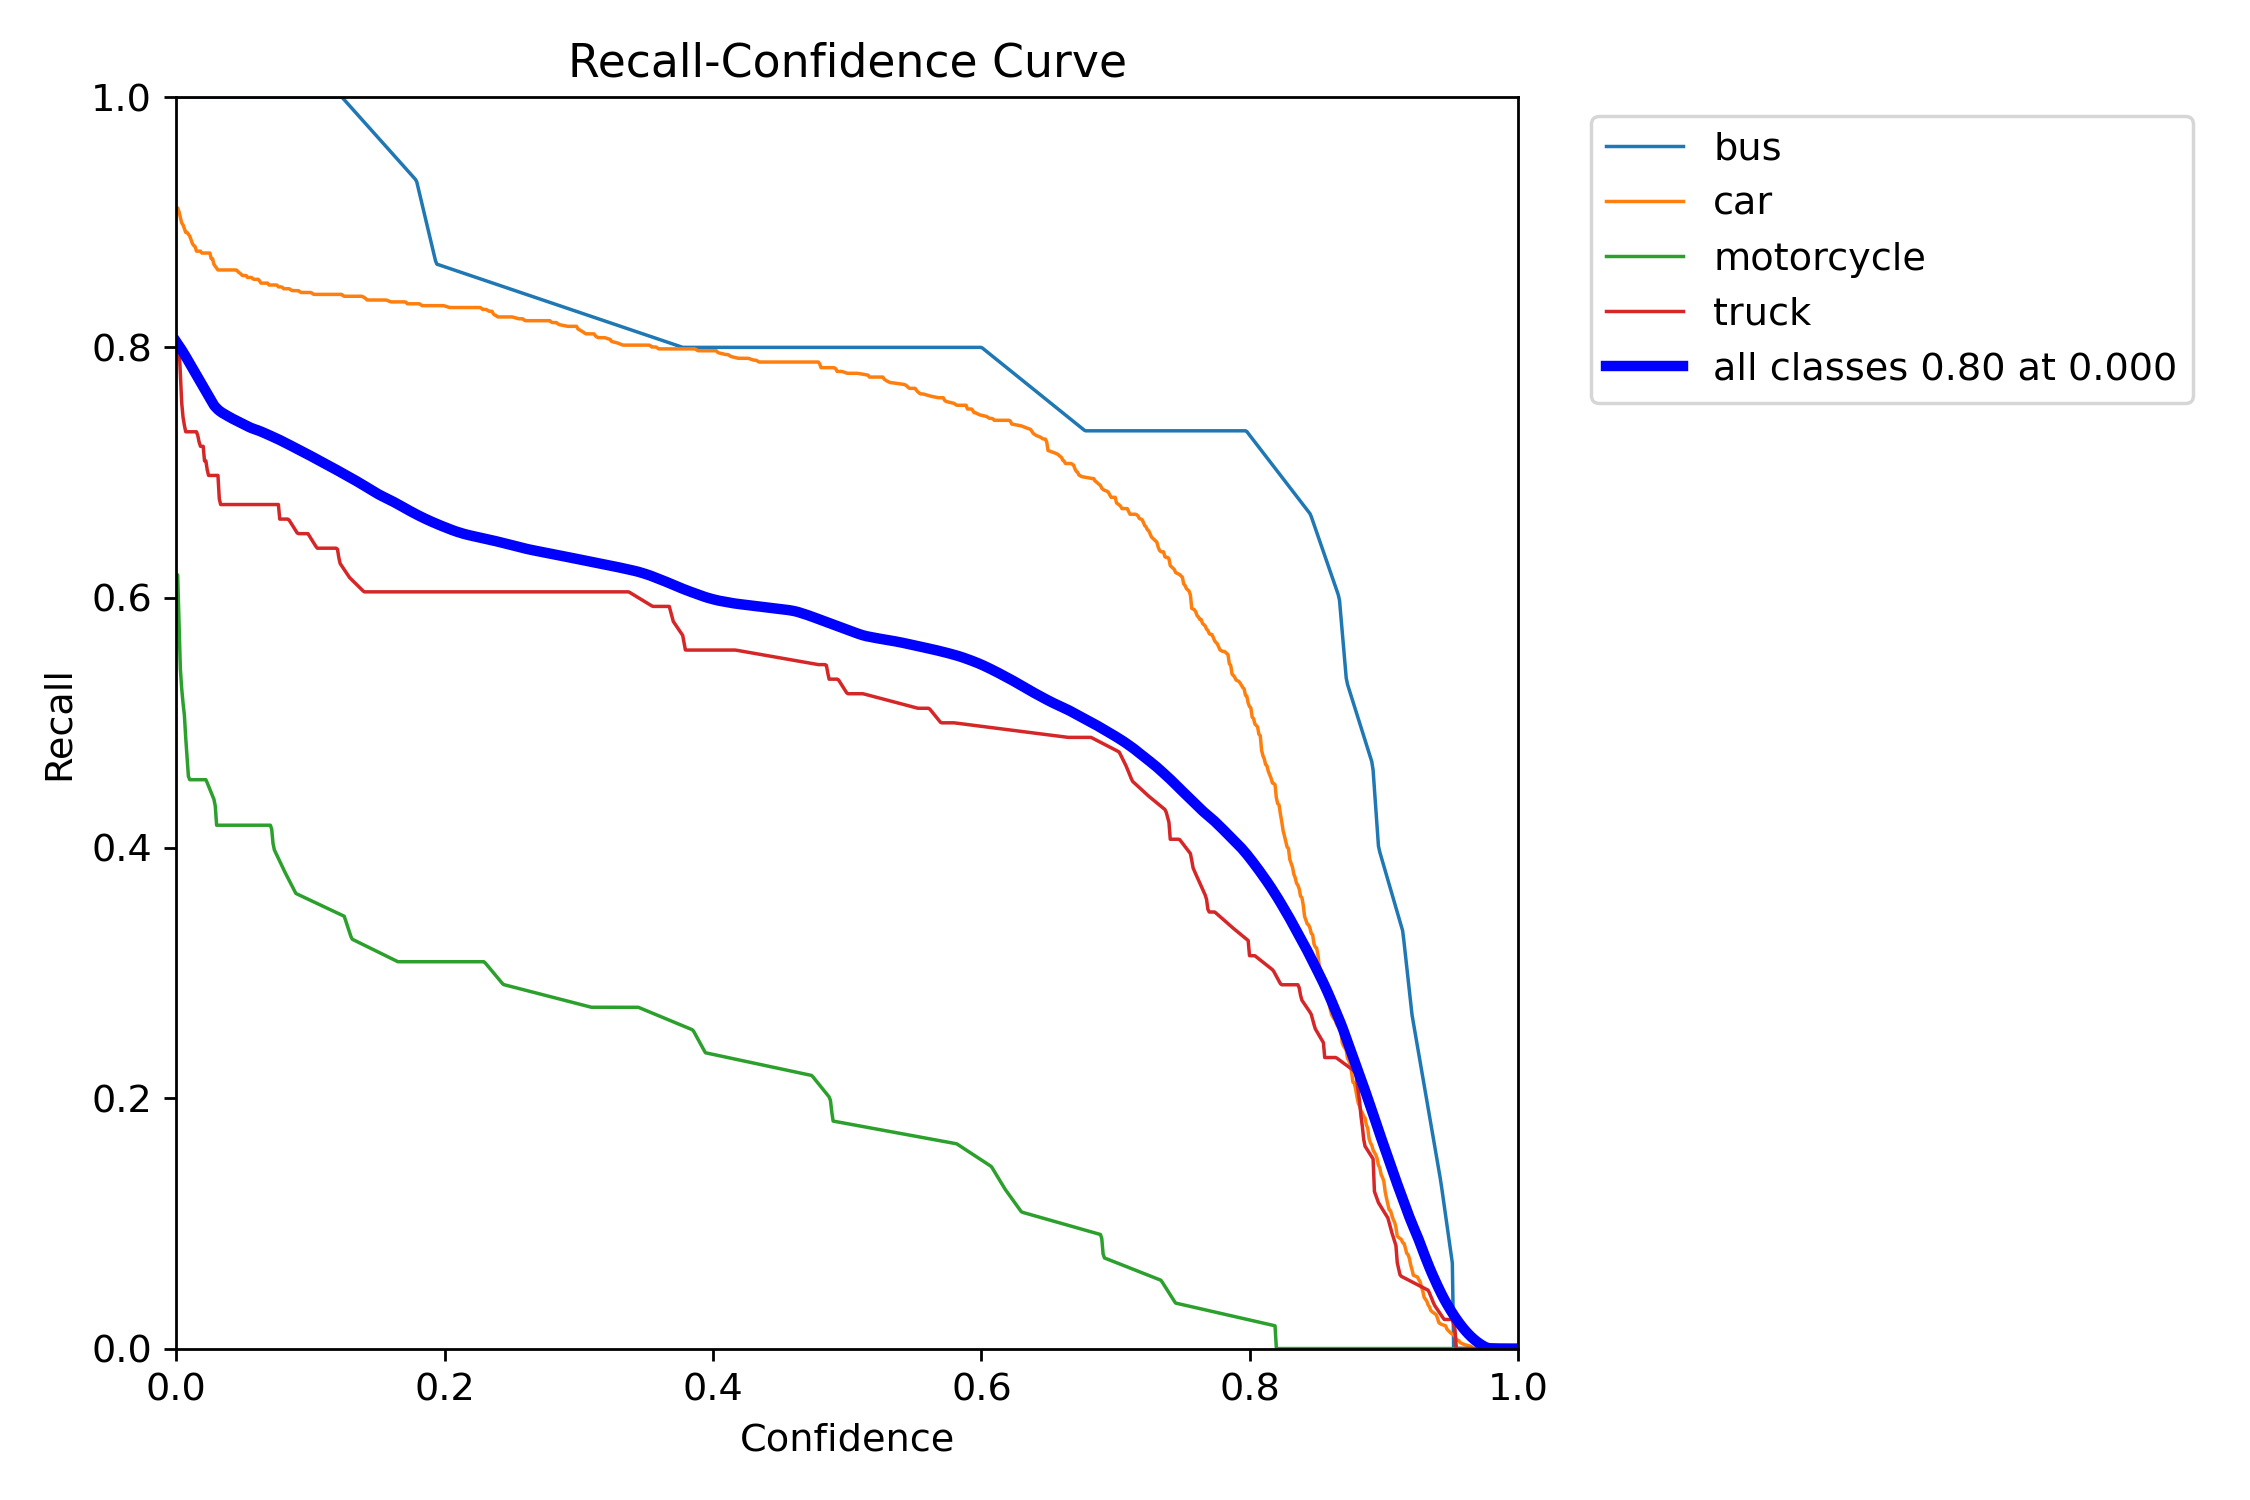 Recall-Confidence Curve
1.0
0.8
0.6
0.4
0.2
0.0
Recall
0.0 0.2 0.4 0.6 0.8 1.0
Confidence
bus
car
motorcycle
truck
all classes 0.80 at 0.000